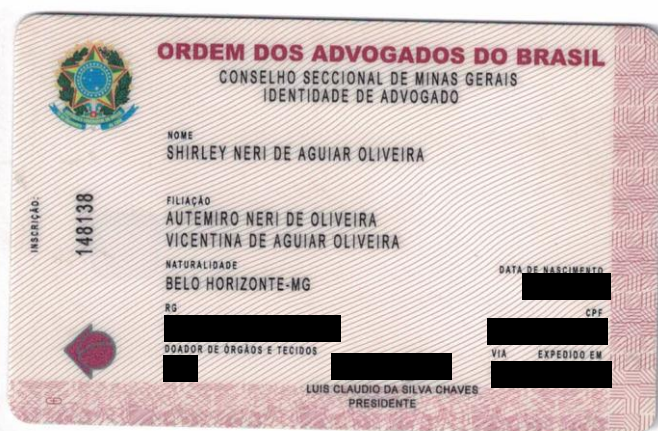 ORDEM DOS ADVOGADOS DO BRASIL
CONSELHO SECCIONAL DE MINAS GERAIS
IDENTIDADE DE ADVOGADO
NOME
SHIRLEY NERI DE AGUIAR OLIVEIRA
INSCRIÇÃO:
148138
FILIAÇÃO
AUTEMIRO NERI DE OLIVEIRA
VICENTINA DE AGUIAR OLIVEIRA
NATURALIDADE
BELO HORIZONTE-MG
DATA DE NASCIMENTO
RG
CPF
DOADOR DE ÓRGÃOS E TECIDOS
VIA EXPEDIDO EM
LUIS CLAUDIO DA SILVA CHAVES
PRESIDENTE